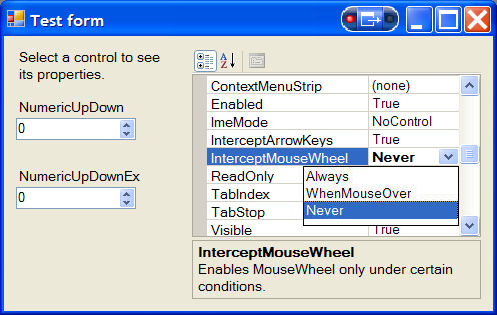 Test form
Select a control to see
its properties.
NumericUpDown
0
NumericUpDownEx
0
A
Z
ContextMenuStrip (none)
Enabled True
ImeMode NoControl
InterceptArrowKeys True
InterceptMouseWheel Never
ReadOnly
TabIndex
TabStop
Visible True
Always
WhenMouseOver
Never
InterceptMouseWheel
Enables MouseWheel only under certain
conditions.